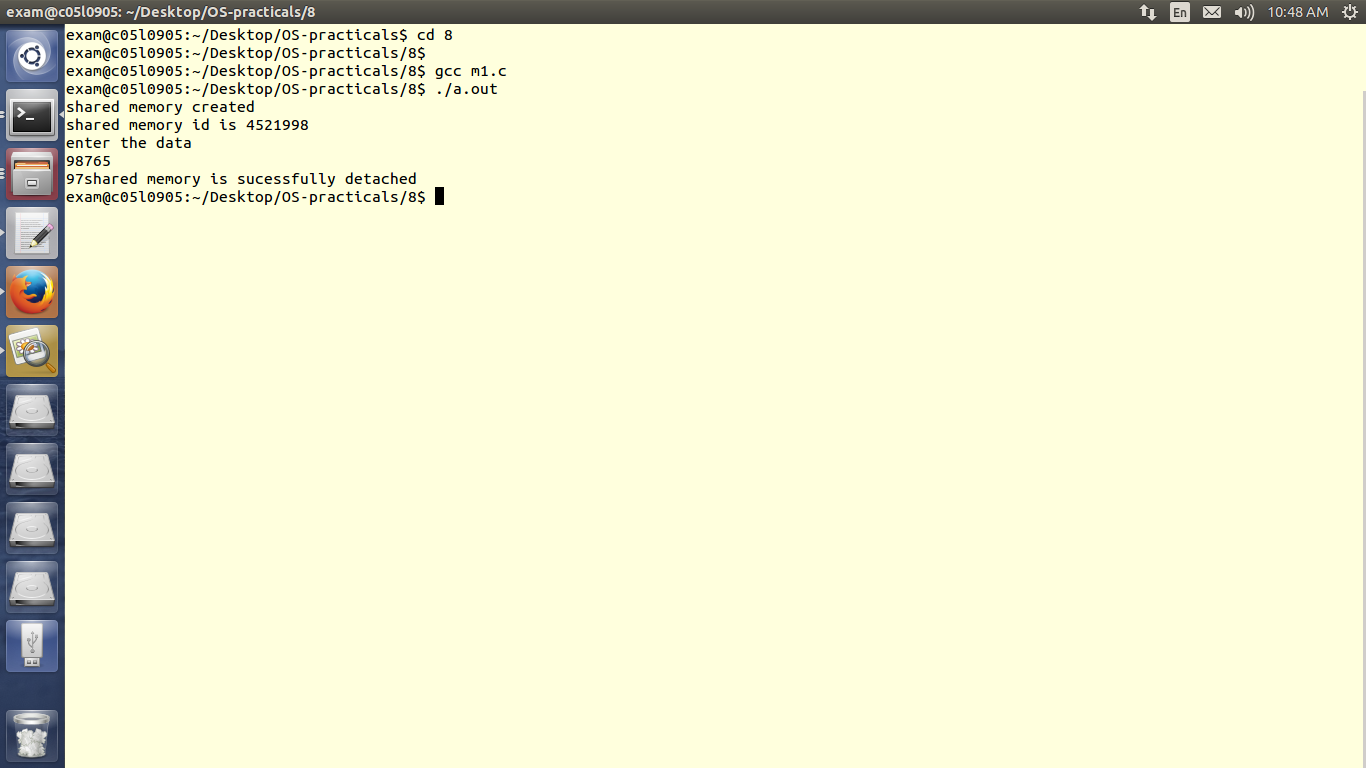 exam@c05l0905: ~/Desktop/OS-practicals/8
En
10:48 AM
exam@c05l0905:~/Desktop/OS-practicals$ cd 8
exam@c05l0905:~/Desktop/OS-practicals/8$
exam@c05l0905:~/Desktop/OS-practicals/8$ gcc m1.c
exam@c05l0905:~/Desktop/OS-practicals/8$ ./a.out
shared memory created
shared memory id is 4521998
enter the data
98765
97shared memory is sucessfully detached
exam@c05l0905:~/Desktop/OS-practicals/8$